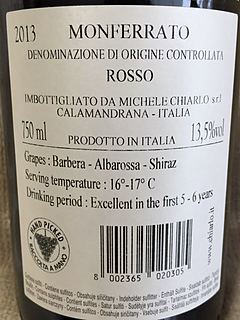 2013 MONFERRATO
DENOMINAZIONE DI ORIGINE CONTROLLATA
ROSSO
IMBOTTIGLIATO DA MICHELE CHIARLO s.r.l
CALAMANDRANA - ITALIA
750 ml
13,5%vol
PRODOTTO IN ITALIA
Grapes : Barbera - Albarossa - Shiraz
Serving temperature : 16°-17° C
Drinking period : Excellent in the first 5 - 6 years
HAND PICKED
RACCOLTA A MANO
8 002365 020305
www.chiarlo.it